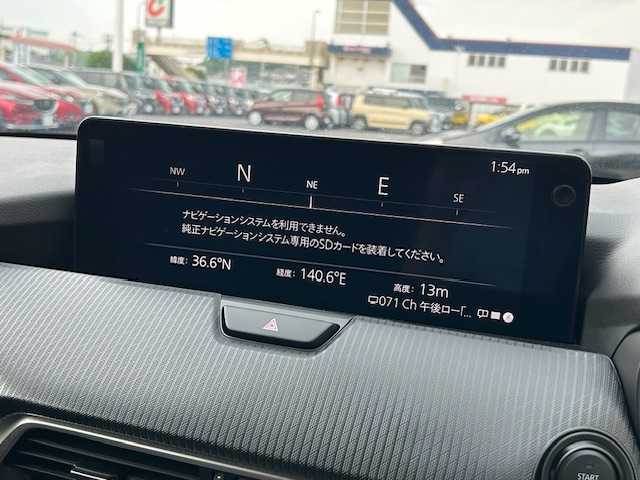 1:54pm
NW N NE E SE
ナビゲーションシステムを利用できません。
純正ナビゲーションシステム専用のSDカードを装着してください。
緯度: 36.6°N 経度: 140.6°E 高度: 13m
071 Ch 午後ロー「...
START